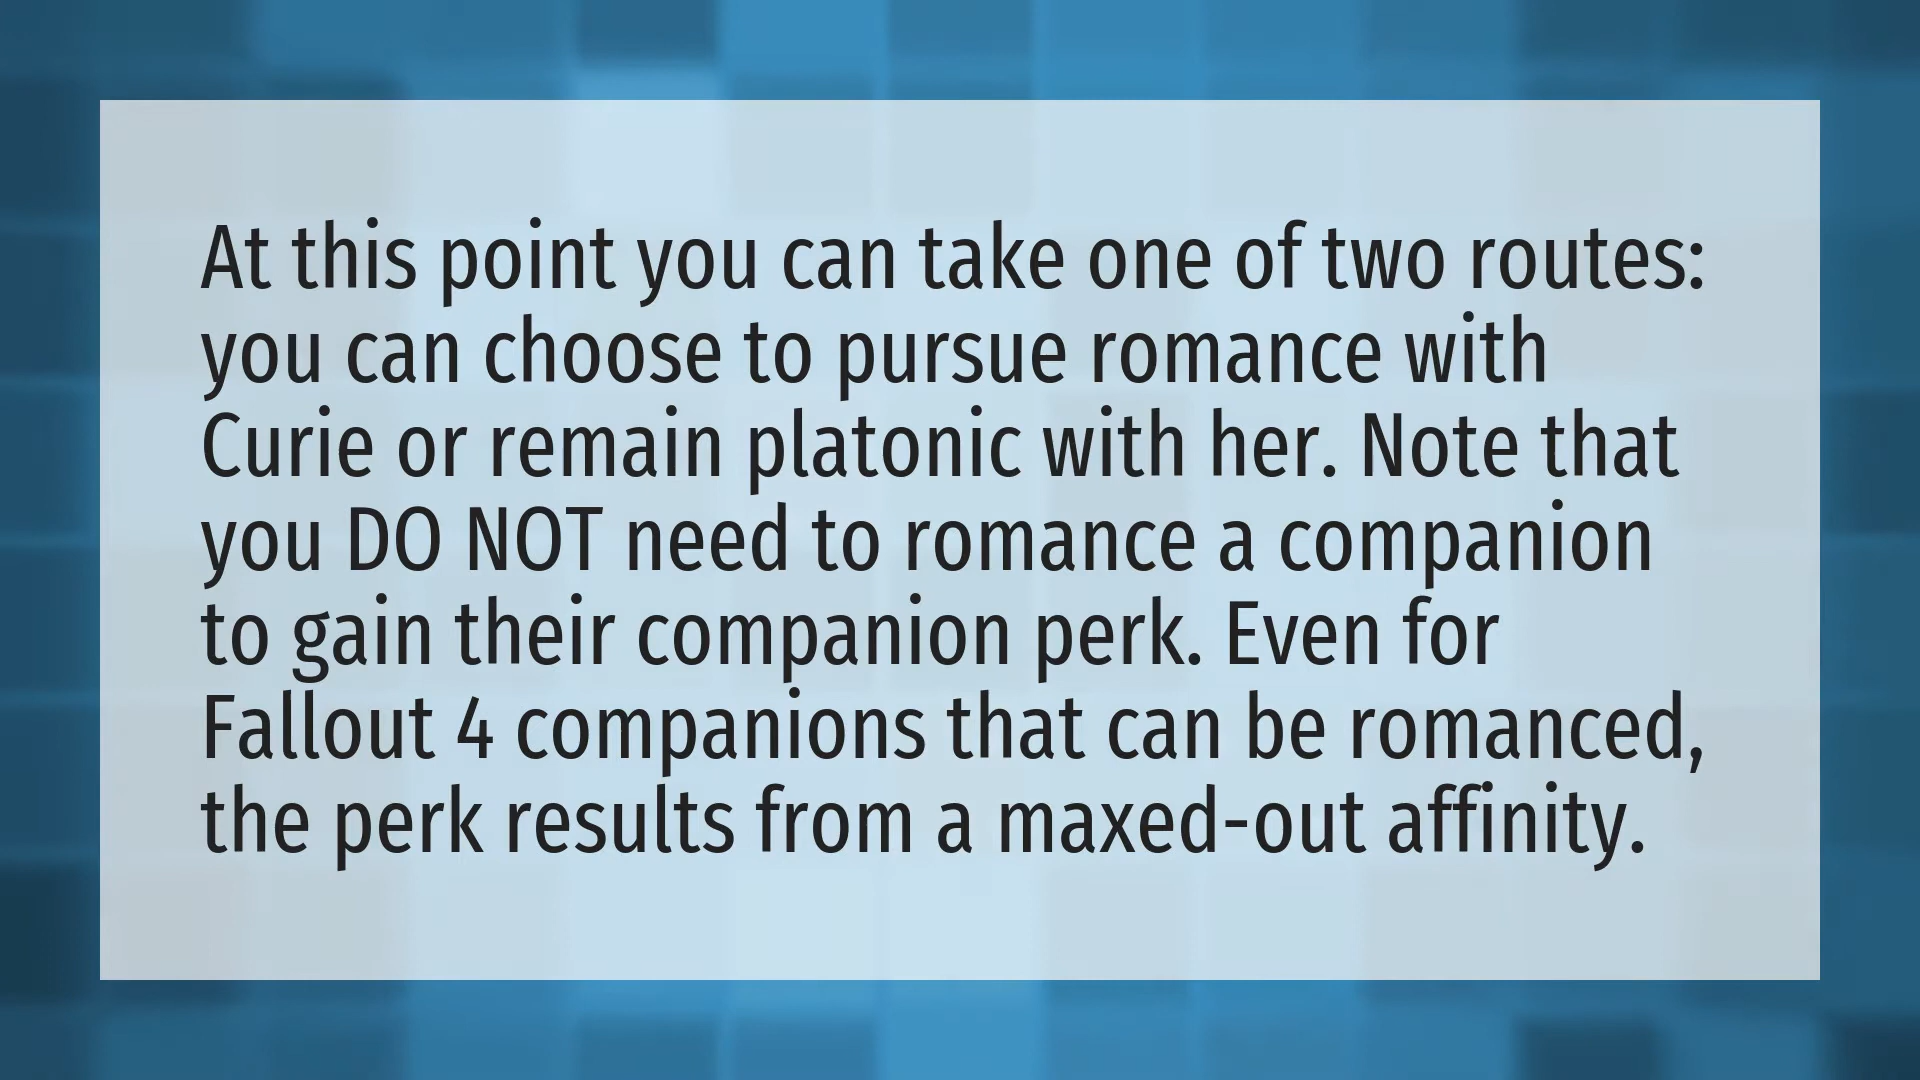 At this point you can take one of two routes:
you can choose to pursue romance with
Curie or remain platonic with her. Note that
you DO NOT need to romance a companion
to gain their companion perk. Even for
Fallout 4 companions that can be romanced,
the perk results from a maxed-out affinity.